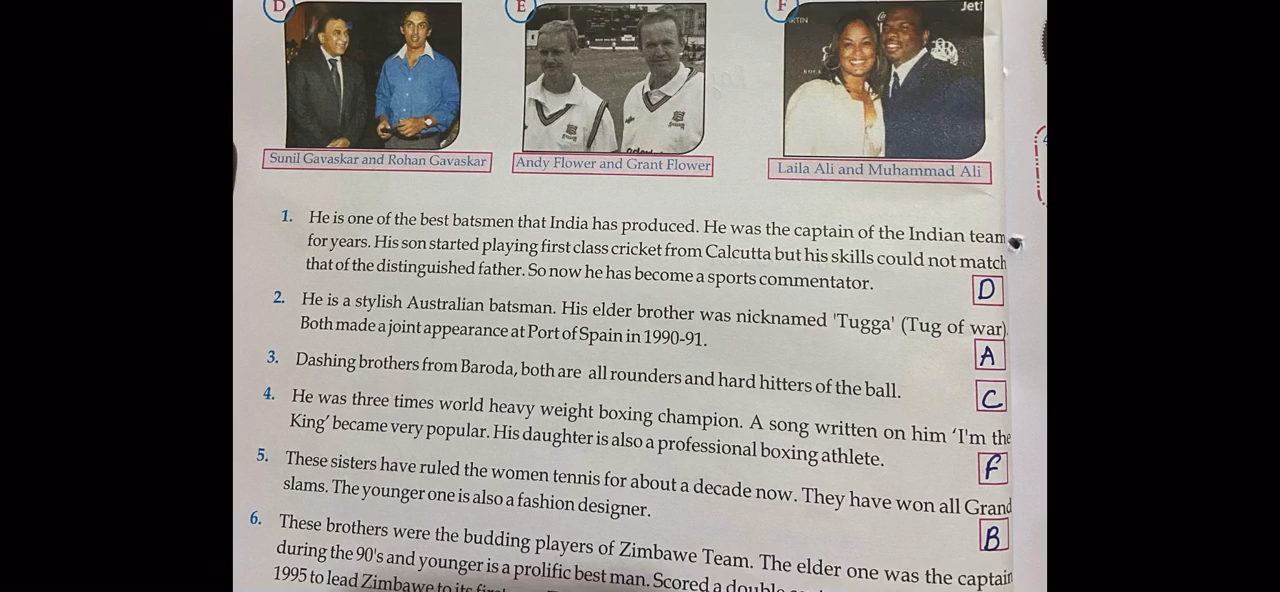 D
E
F
Jeti
RTIN
Sunil Gavaskar and Rohan Gavaskar
Andy Flower and Grant Flower
Laila Ali and Muhammad Ali
1. He is one of the best batsmen that India has produced. He was the captain of the Indian team
for years. His son started playing first class cricket from Calcutta but his skills could not match
that of the distinguished father. So now he has become a sports commentator.
D
2. He is a stylish Australian batsman. His elder brother was nicknamed 'Tugga' (Tug of war).
Both made a joint appearance at Port of Spain in 1990-91.
A
3. Dashing brothers from Baroda, both are all rounders and hard hitters of the ball.
C
4. He was three times world heavy weight boxing champion. A song written on him ‘I'm the
King’ became very popular. His daughter is also a professional boxing athlete.
F
5. These sisters have ruled the women tennis for about a decade now. They have won all Grand
slams. The younger one is also a fashion designer.
B
6. These brothers were the budding players of Zimbawe Team. The elder one was the captain
during the 90's and younger is a prolific best man. Scored a double
1995 to lead Zimbawe to its